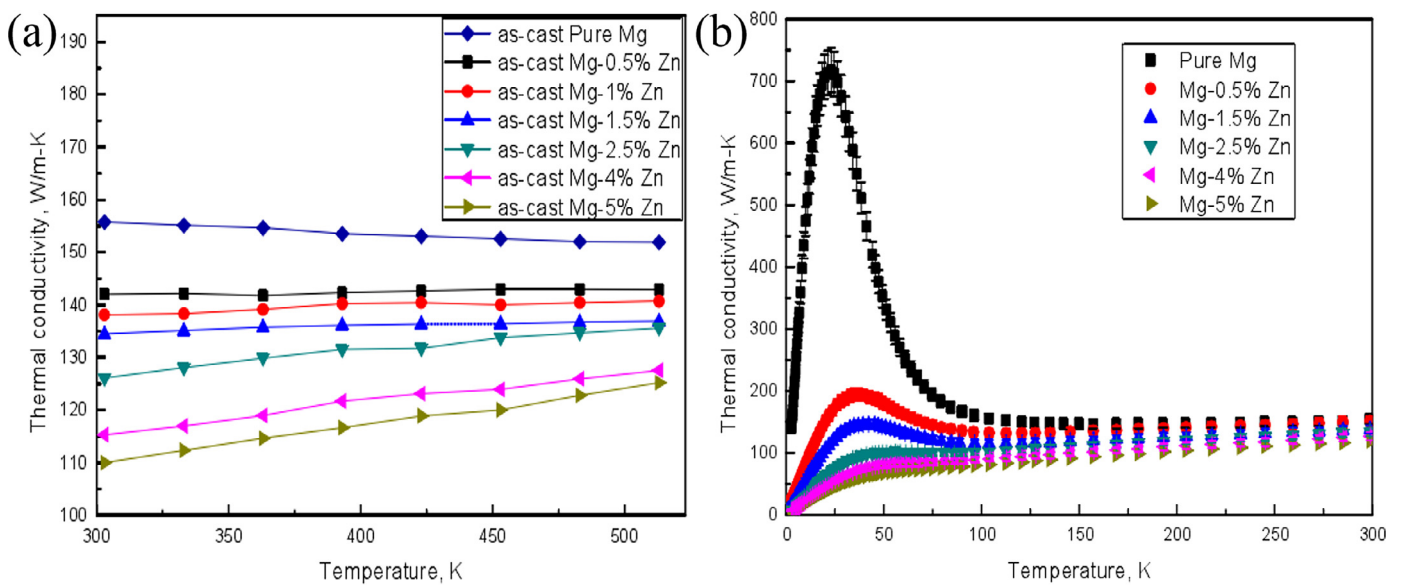 (a)
as-cast Pure Mg
as-cast Mg-0.5% Zn
as-cast Mg-1% Zn
as-cast Mg-1.5% Zn
as-cast Mg-2.5% Zn
as-cast Mg-4% Zn
as-cast Mg-5% Zn
190
180
170
160
150
140
130
120
110
100
Thermal conductivity, W/m-K
300
350
400
450
500
Temperature, K
(b)
Pure Mg
Mg-0.5% Zn
Mg-1.5% Zn
Mg-2.5% Zn
Mg-4% Zn
Mg-5% Zn
800
700
600
500
400
300
200
100
0
Thermal conductivity, W/m-K
0
50
100
150
200
250
300
Temperature, K